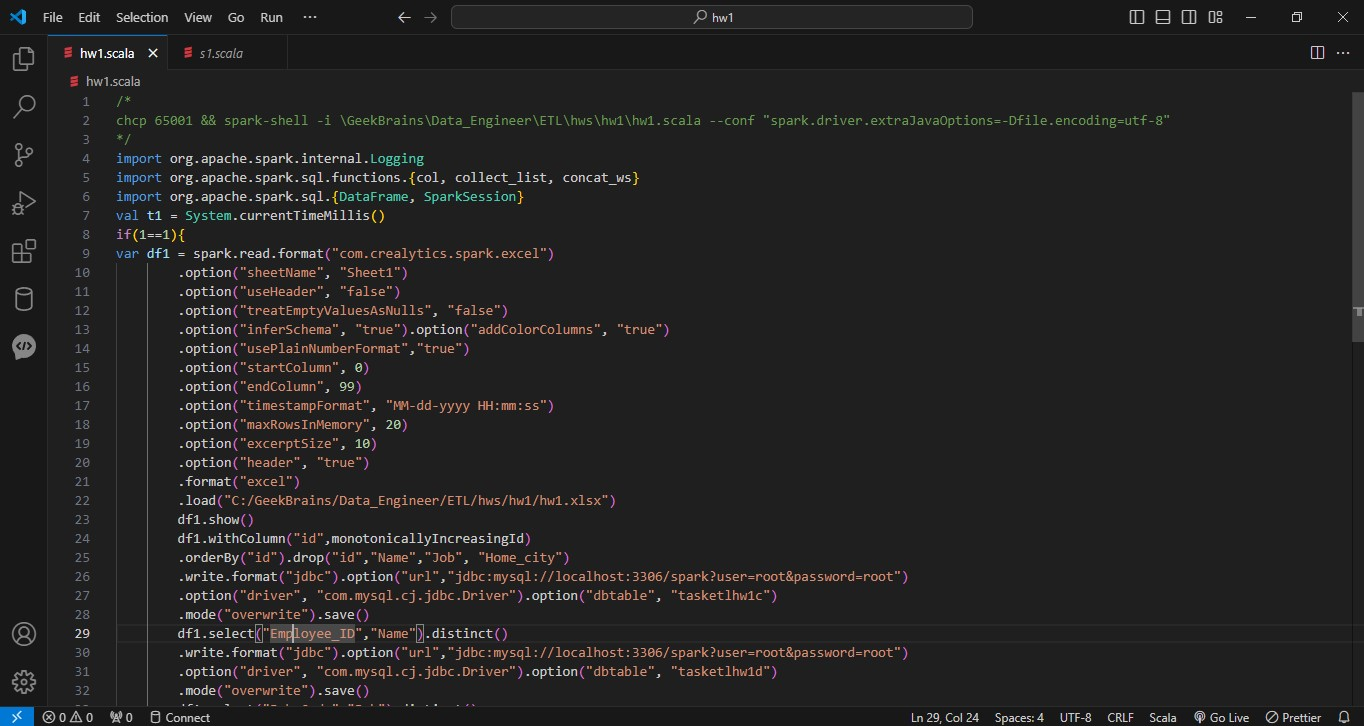 File Edit Selection View Go Run ··· hw1
hw1.scala s1.scala
hw1.scala
1 /*
2 chcp 65001 && spark-shell -i \GeekBrains\Data_Engineer\ETL\hws\hw1\hw1.scala --conf "spark.driver.extraJavaOptions=-Dfile.encoding=utf-8"
3 */
4 import org.apache.spark.internal.Logging
5 import org.apache.spark.sql.functions.{col, collect_list, concat_ws}
6 import org.apache.spark.sql.{DataFrame, SparkSession}
7 val t1 = System.currentTimeMillis()
8 if(1==1){
9 var df1 = spark.read.format("com.crealytics.spark.excel")
10 .option("sheetName", "Sheet1")
11 .option("useHeader", "false")
12 .option("treatEmptyValuesAsNulls", "false")
13 .option("inferSchema", "true").option("addColorColumns", "true")
14 .option("usePlainNumberFormat","true")
15 .option("startColumn", 0)
16 .option("endColumn", 99)
17 .option("timestampFormat", "MM-dd-yyyy HH:mm:ss")
18 .option("maxRowsInMemory", 20)
19 .option("excerptSize", 10)
20 .option("header", "true")
21 .format("excel")
22 .load("C:/GeekBrains/Data_Engineer/ETL/hws/hw1/hw1.xlsx")
23 df1.show()
24 df1.withColumn("id",monotonicallyIncreasingId)
25 .orderBy("id").drop("id","Name","Job", "Home_city")
26 .write.format("jdbc").option("url","jdbc:mysql://localhost:3306/spark?user=root&password=root")
27 .option("driver", "com.mysql.cj.jdbc.Driver").option("dbtable", "tasketlhw1c")
28 .mode("overwrite").save()
29 df1.select("Employee_ID","Name").distinct()
30 .write.format("jdbc").option("url","jdbc:mysql://localhost:3306/spark?user=root&password=root")
31 .option("driver", "com.mysql.cj.jdbc.Driver").option("dbtable", "tasketlhw1d")
32 .mode("overwrite").save()
0 0 0 Connect Ln 29, Col 24 Spaces: 4 UTF-8 CRLF Scala Go Live Prettier